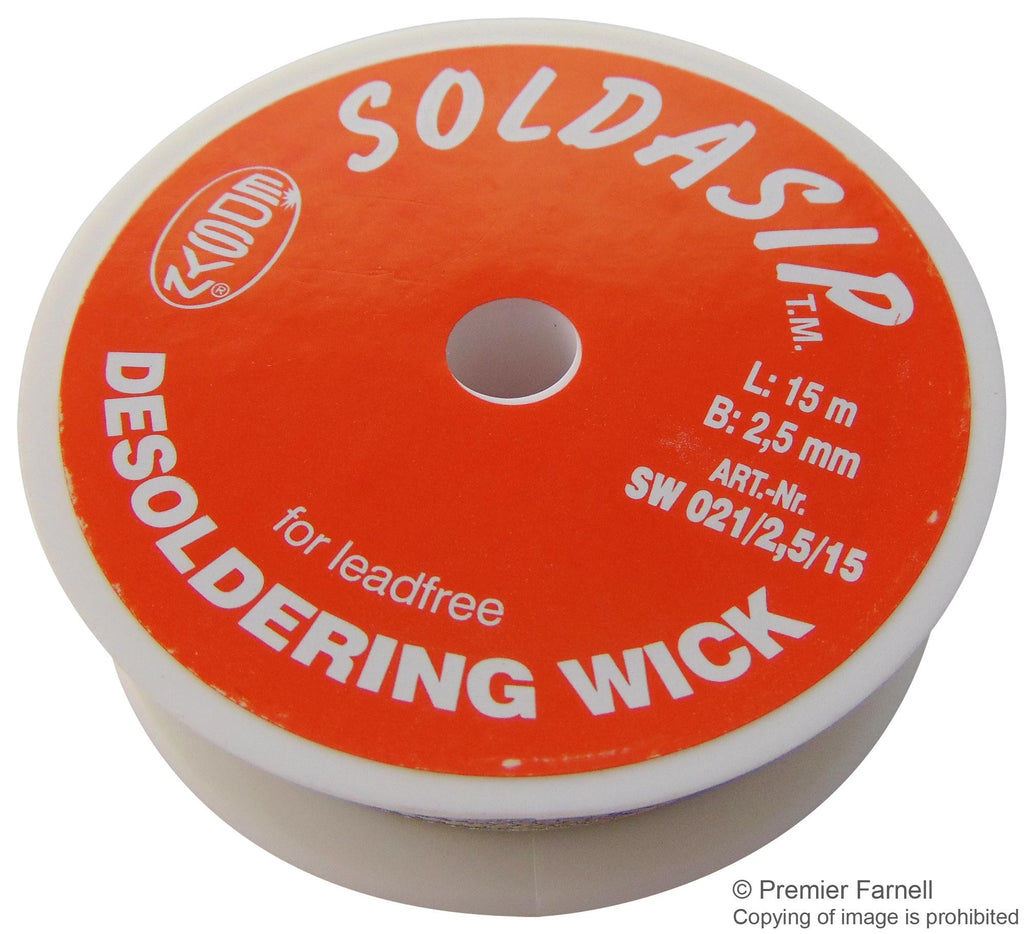 SOLDASIP T.M.
L: 15 m
B: 2,5 mm
ART.-Nr.
SW 021/2,5/15
for leadfree
DESOLDERING WICK
© Premier Farnell
Copying of image is prohibited